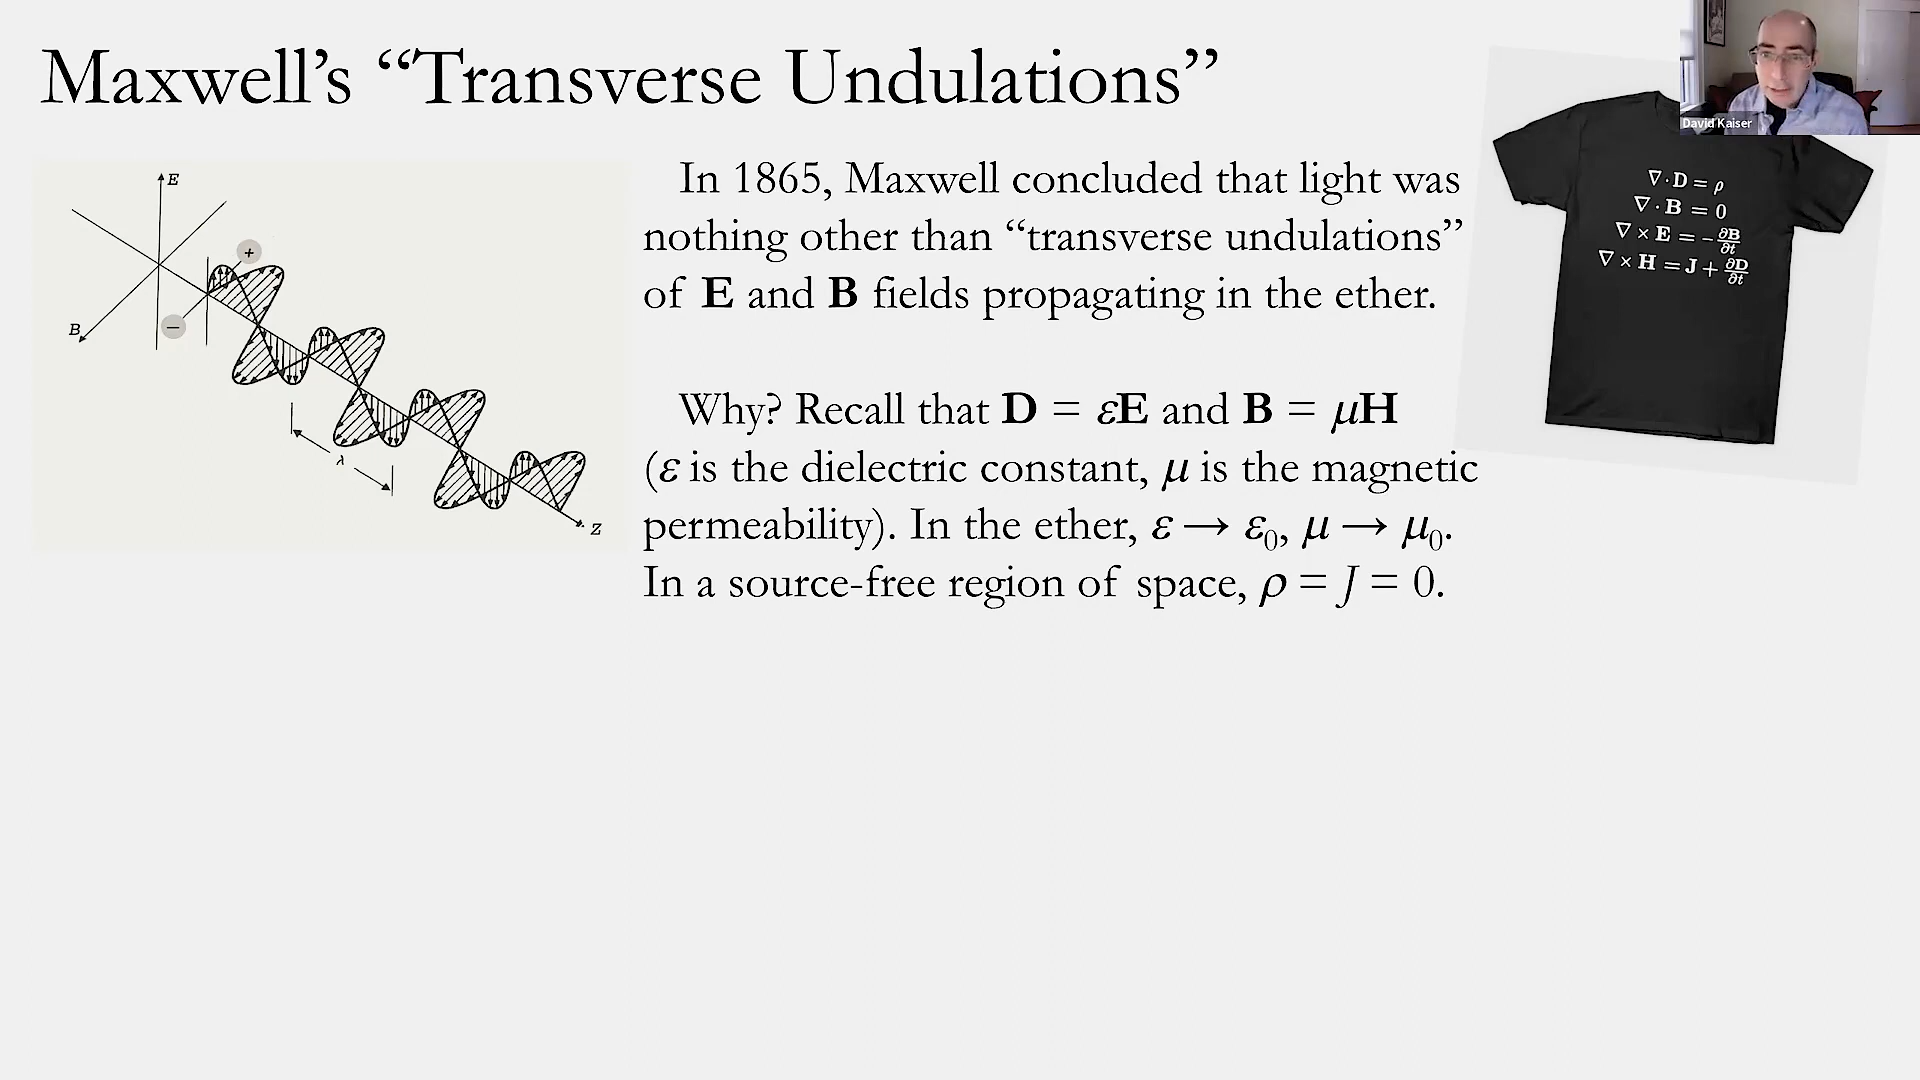 Maxwell’s “Transverse Undulations”
David Kaiser
E
B
+
−
λ
Z
In 1865, Maxwell concluded that light was
nothing other than “transverse undulations”
of E and B fields propagating in the ether.
Why? Recall that D = εE and B = μH
(ε is the dielectric constant, μ is the magnetic
permeability). In the ether, ε → ε₀, μ → μ₀.
In a source-free region of space, ρ = J = 0.
∇ · D = ρ
∇ · B = 0
∇ × E = −∂B/∂t
∇ × H = J + ∂D/∂t